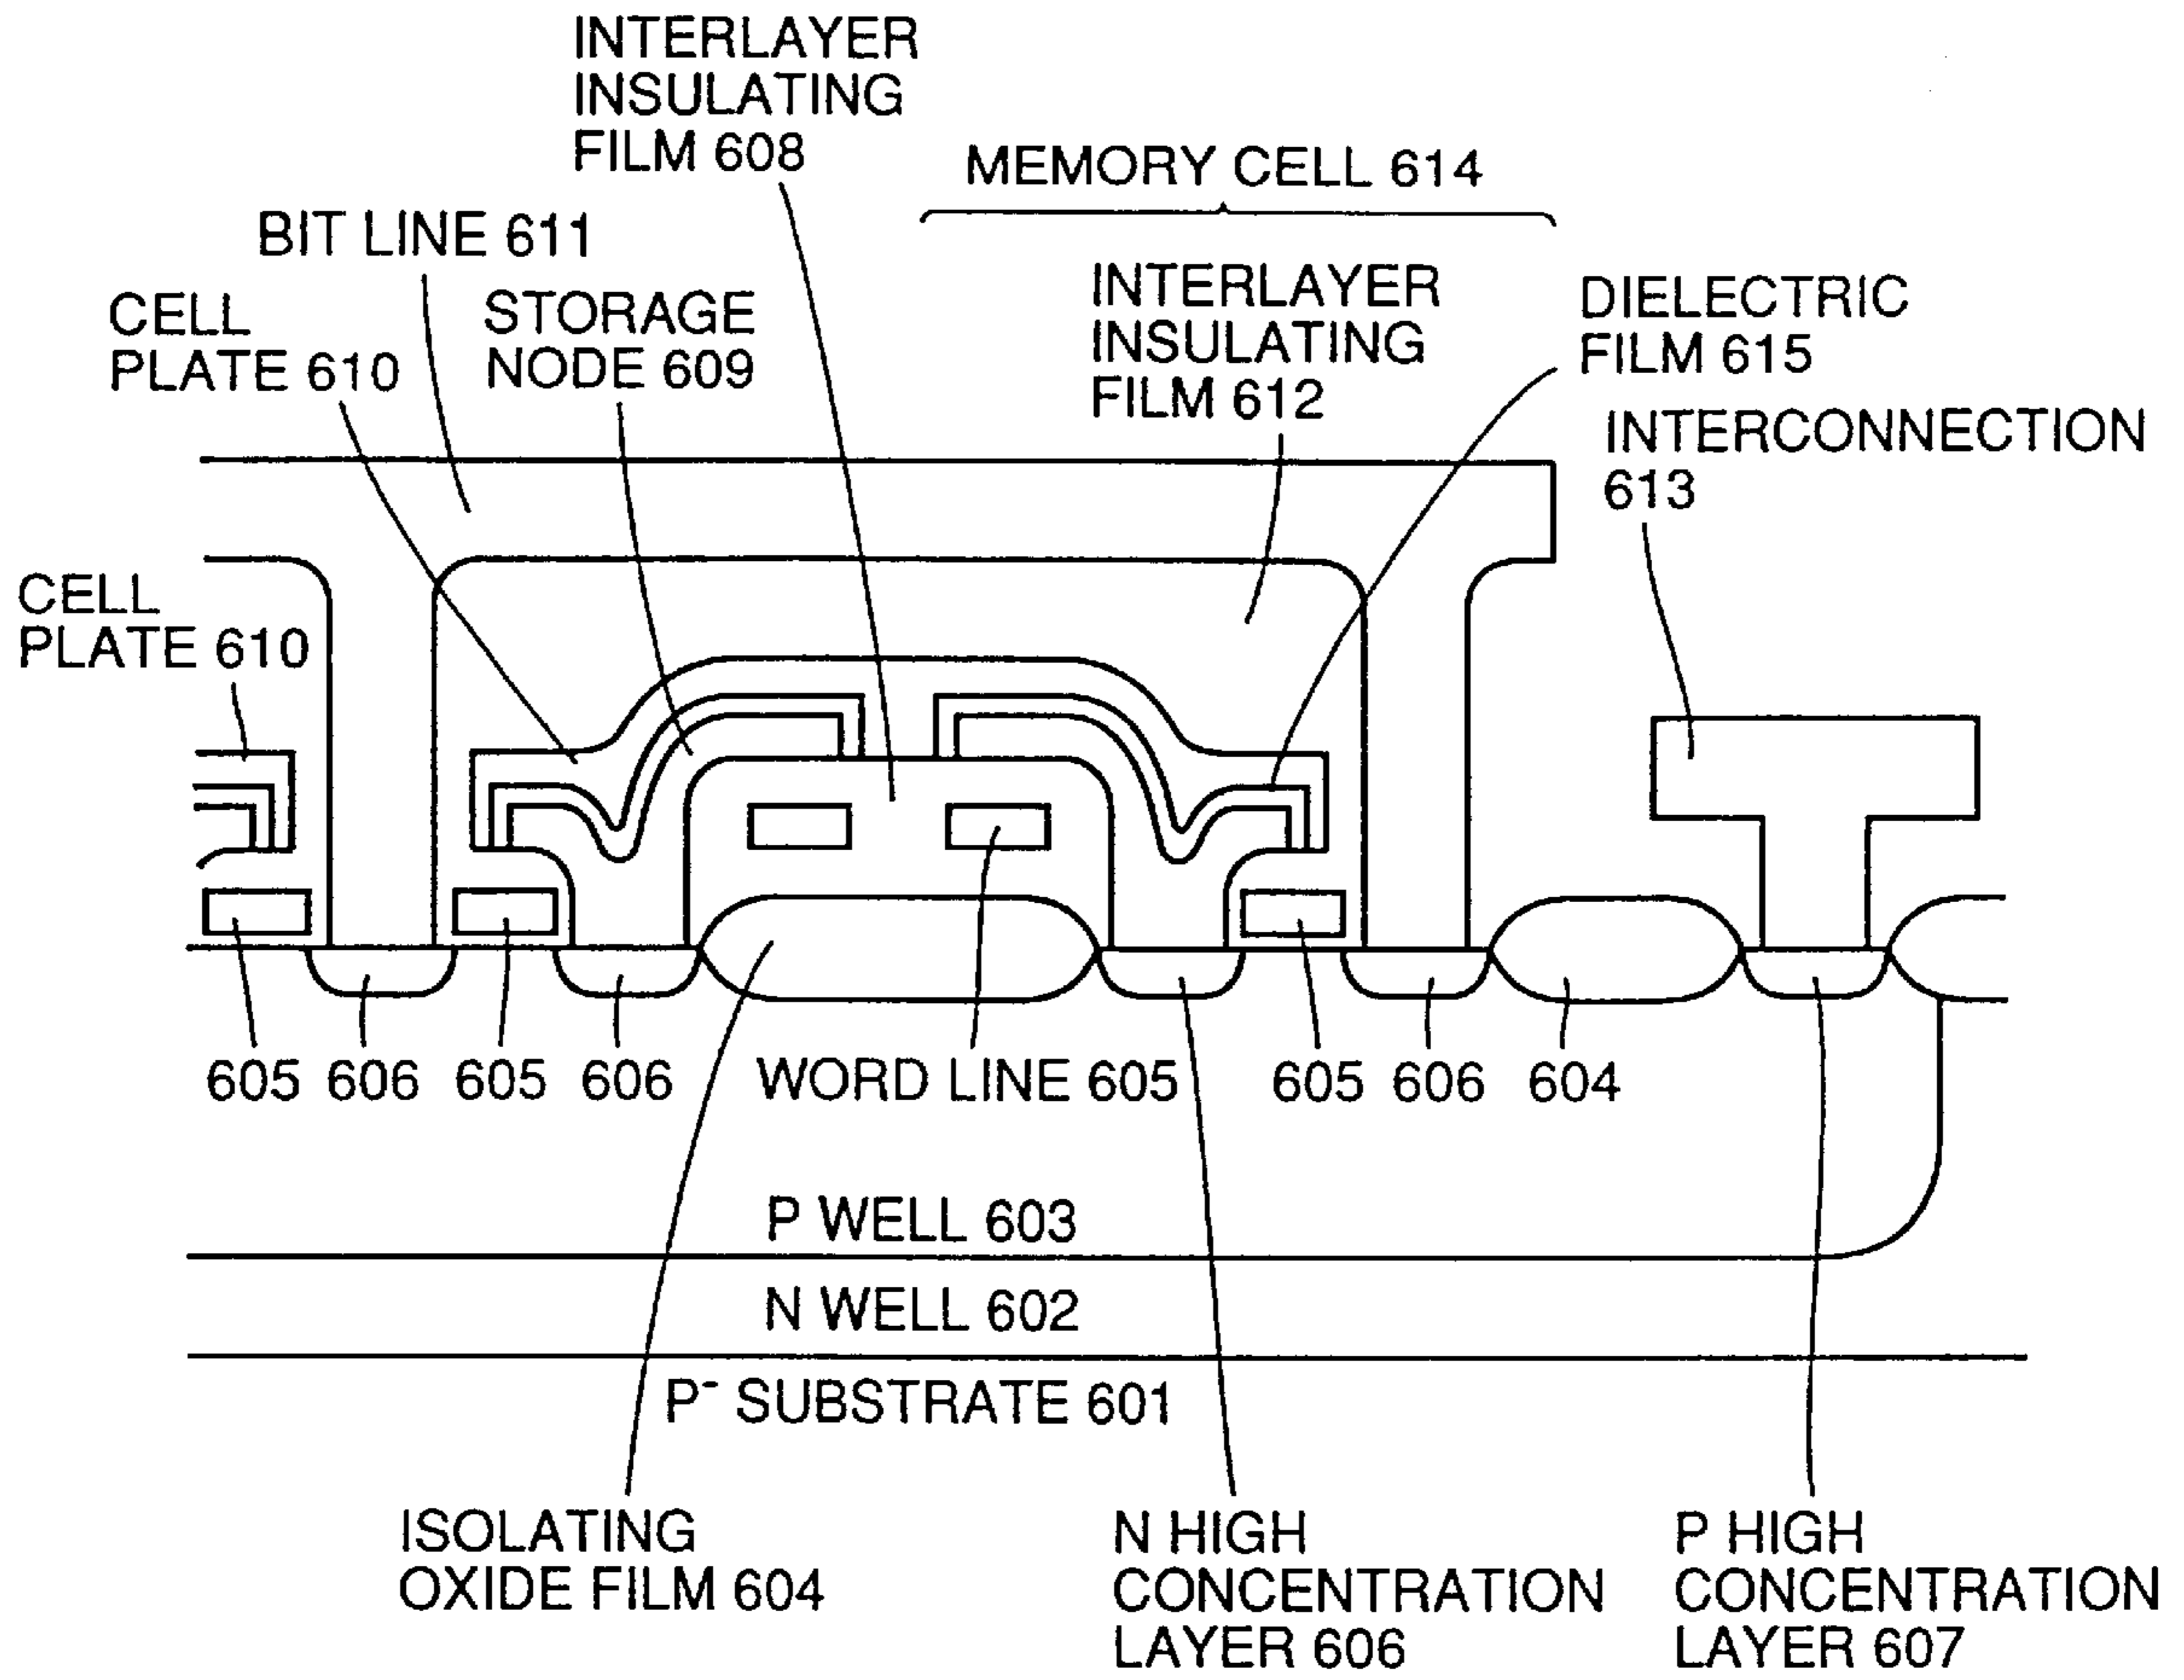 INTERLAYER
INSULATING
FILM 608
MEMORY CELL 614
BIT LINE 611
CELL
PLATE 610
STORAGE
NODE 609
INTERLAYER
INSULATING
FILM 612
DIELECTRIC
FILM 615
INTERCONNECTION
613
CELL
PLATE 610
605 606 605 606 WORD LINE 605 605 606 604
P WELL 603
N WELL 602
P⁻ SUBSTRATE 601
ISOLATING
OXIDE FILM 604
N HIGH
CONCENTRATION
LAYER 606
P HIGH
CONCENTRATION
LAYER 607